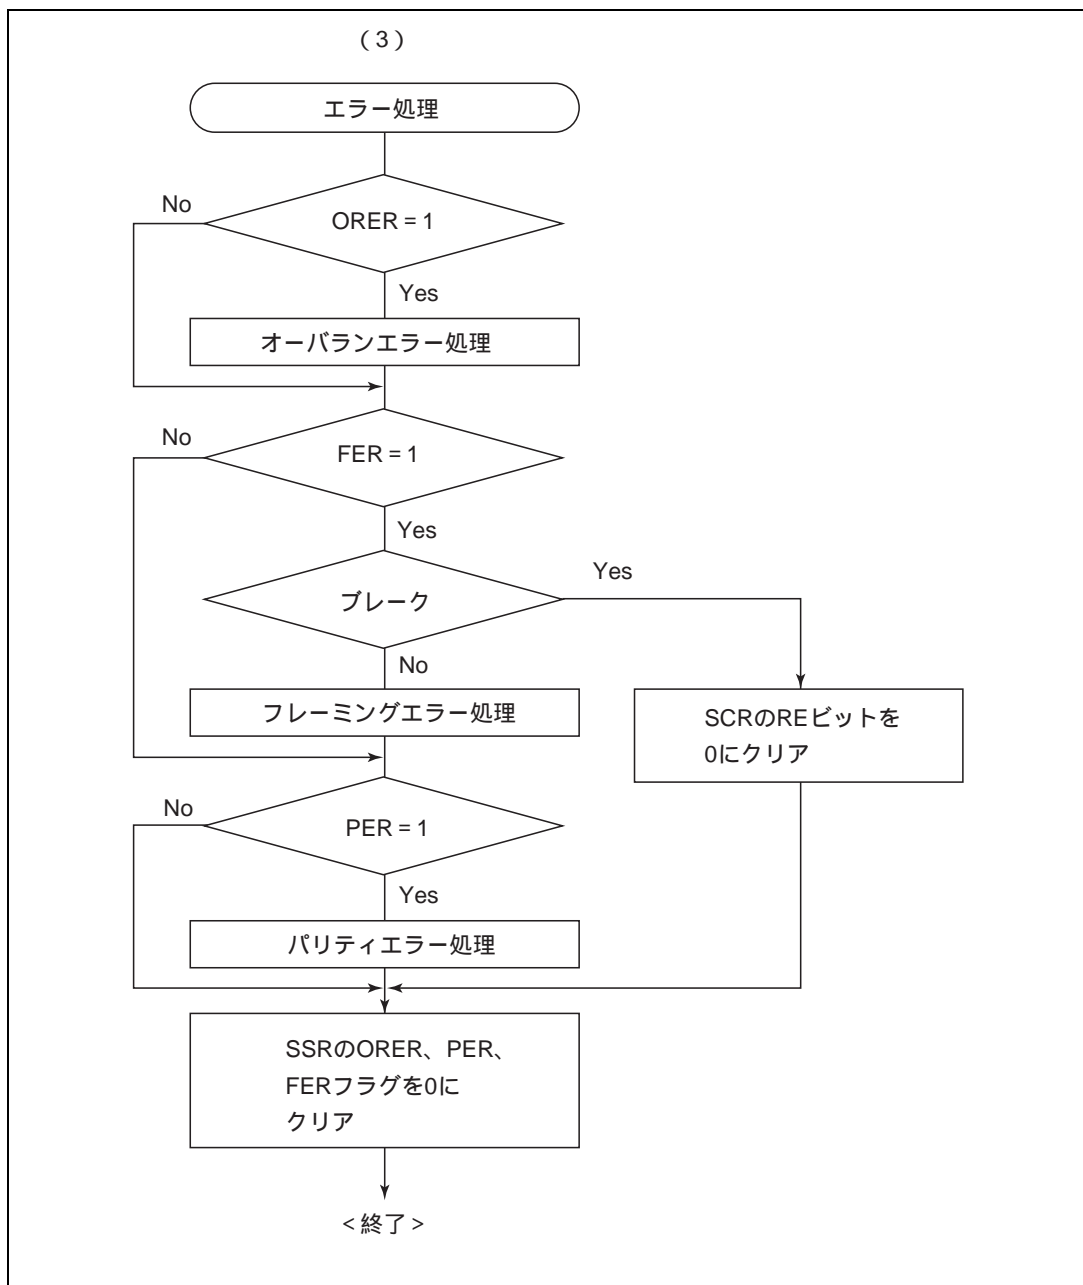 （3）
エラー処理
No
ORER = 1
Yes
オーバランエラー処理
No
FER = 1
Yes
ブレーク
Yes
No
フレーミングエラー処理
SCRのREビットを
0にクリア
No
PER = 1
Yes
パリティエラー処理
SSRのORER、PER、
FERフラグを0に
クリア
<終了>